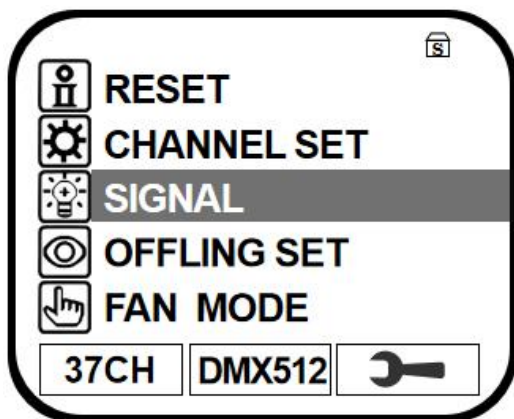 S
RESET
CHANNEL SET
SIGNAL
OFFLING SET
FAN MODE
37CH DMX512